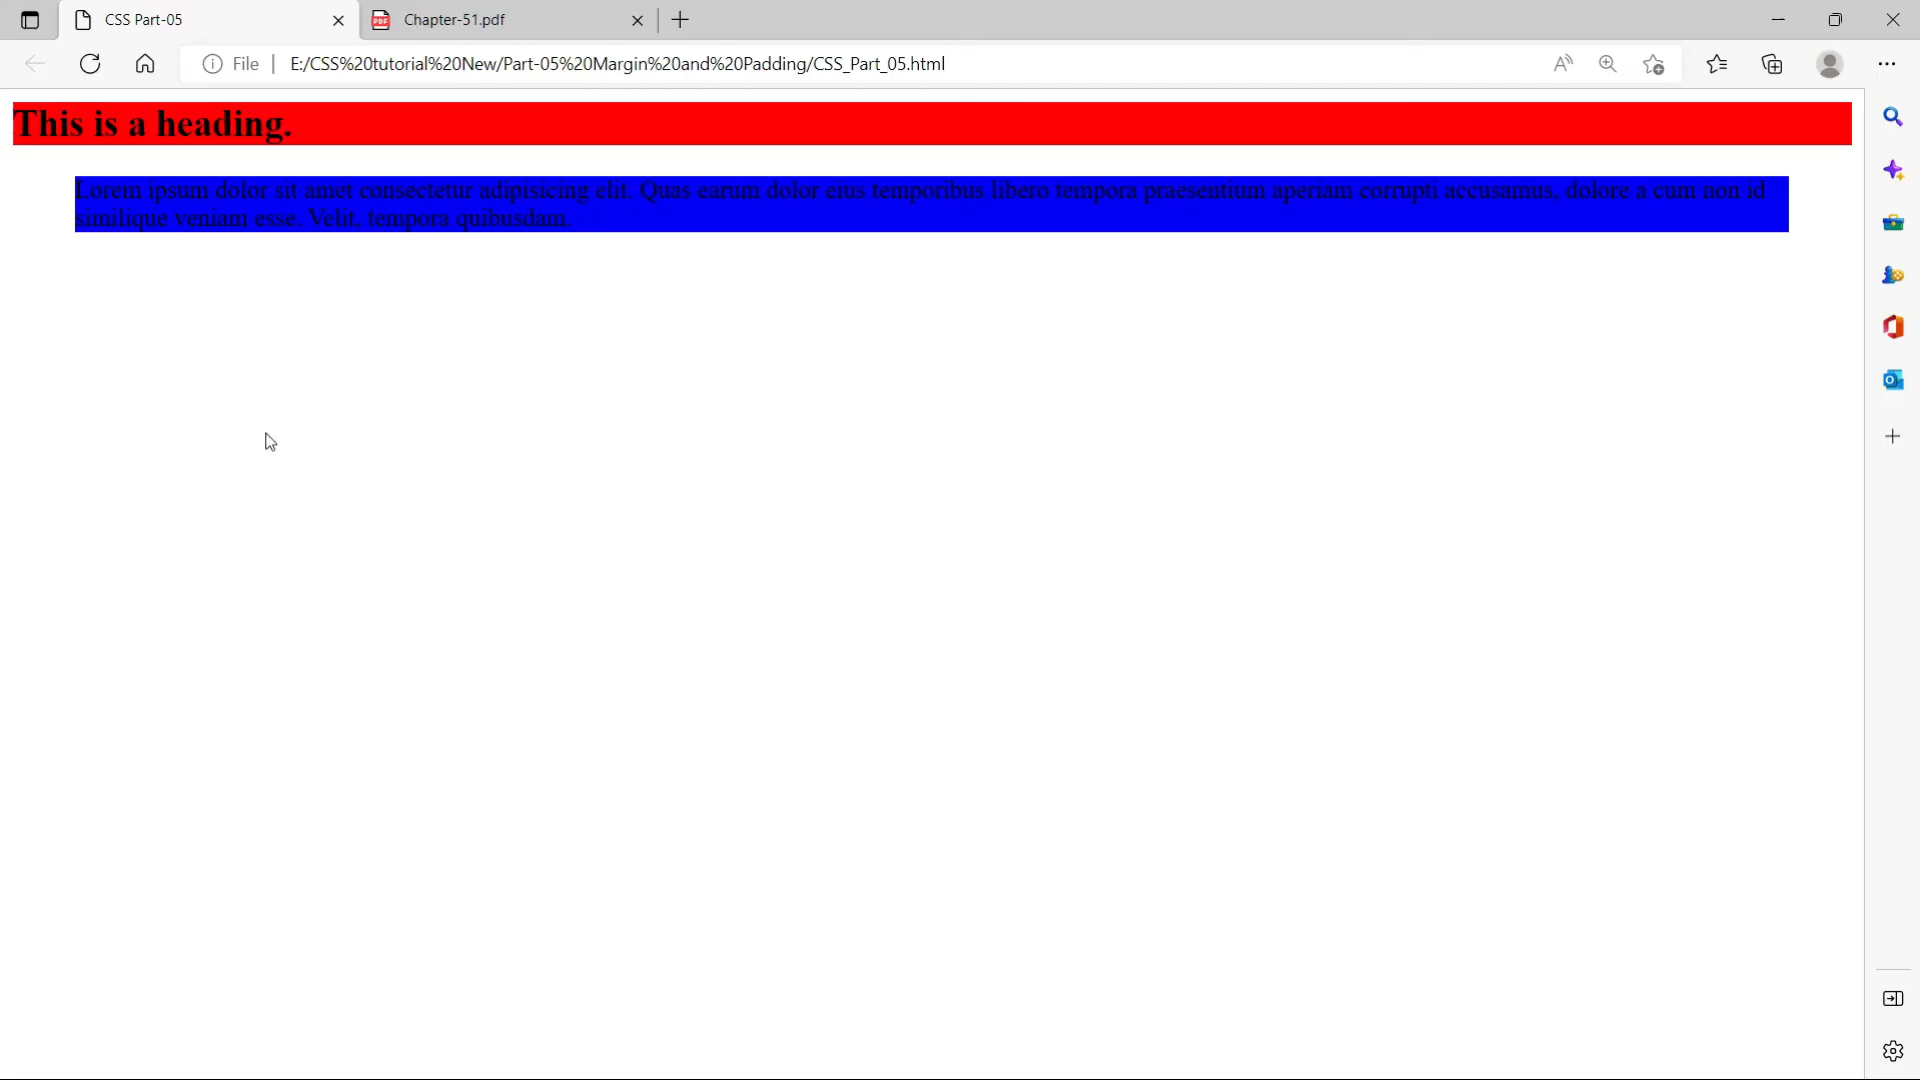 CSS Part-05
Chapter-51.pdf
File
E:/CSS%20tutorial%20New/Part-05%20Margin%20and%20Padding/CSS_Part_05.html
This is a heading.
Lorem ipsum dolor sit amet consectetur adipisicing elit. Quas earum dolor eius temporibus libero tempora praesentium aperiam corrupti accusamus, dolore a cum non id
similique veniam esse. Velit, tempora quibusdam.